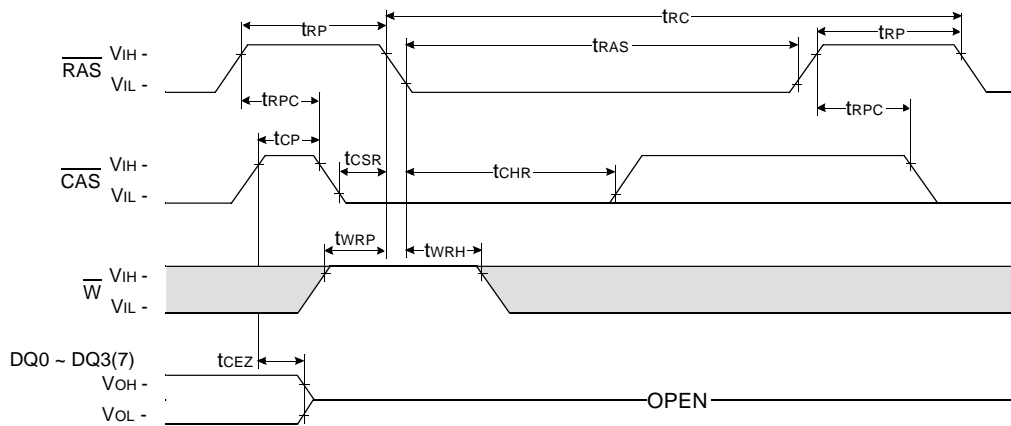 tRC
tRP
tRAS
tRP
RAS
VIH -
VIL -
tRPC
tRPC
tCP
tCSR
tCHR
CAS
VIH -
VIL -
tWRP
tWRH
W
VIH -
VIL -
DQ0 ~ DQ3(7)
tCEZ
VOH -
VOL -
OPEN